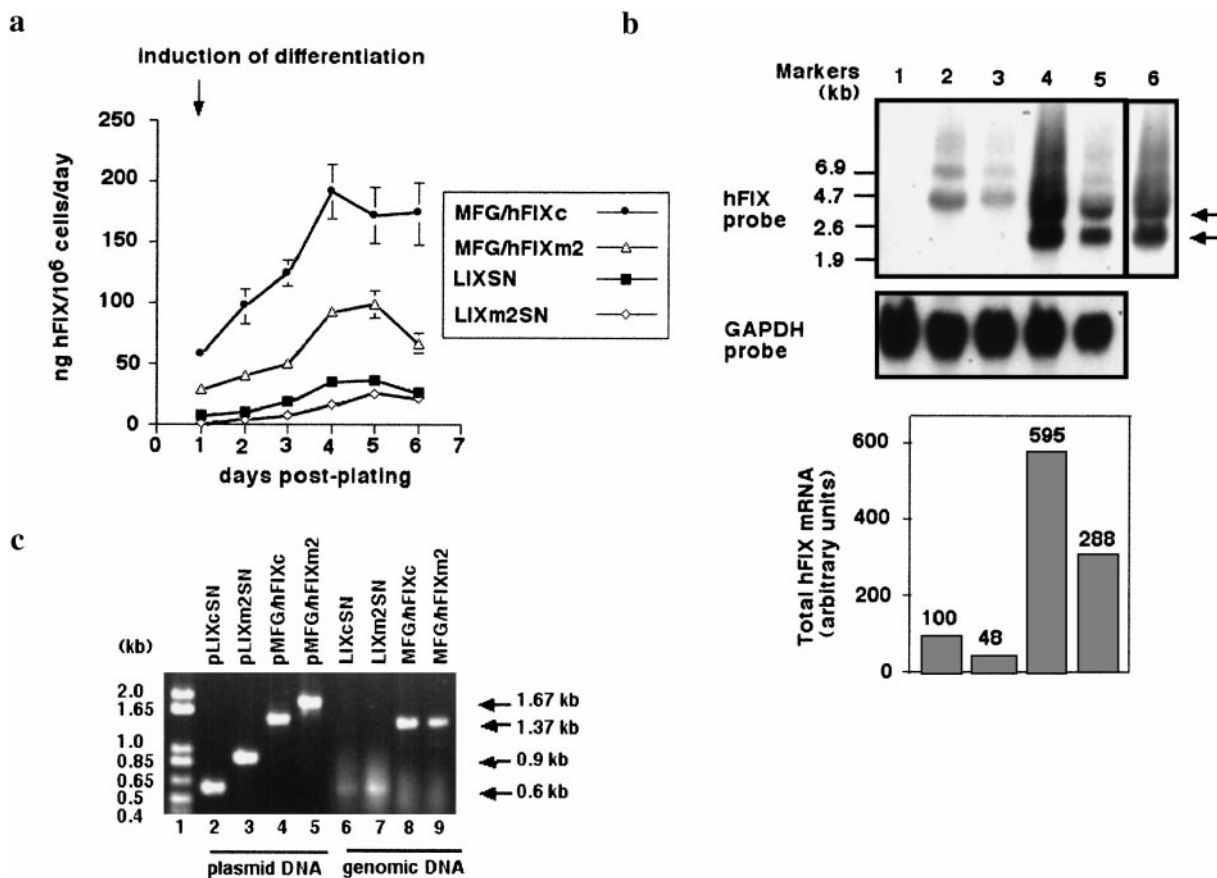 a
induction of differentiation
ng hFIX/10⁶ cells/day
250
200
150
100
50
0
0 1 2 3 4 5 6 7
days post-plating
MFG/hFIXc
MFG/hFIXm2
LIXSN
LIXm2SN
b
Markers (kb)
1 2 3 4 5 6
hFIX probe
6.9
4.7
2.6
1.9
GAPDH probe
Total hFIX mRNA
(arbitrary units)
600
400
200
0
100
48
595
288
c
(kb)
pLIXcSN
pLIXm2SN
pMFG/hFIXc
pMFG/hFIXm2
LIXcSN
LIXm2SN
MFG/hFIXc
MFG/hFIXm2
2.0
1.65
1.0
0.85
0.65
0.5
0.4
1.67 kb
1.37 kb
0.9 kb
0.6 kb
1 2 3 4 5 6 7 8 9
plasmid DNA genomic DNA